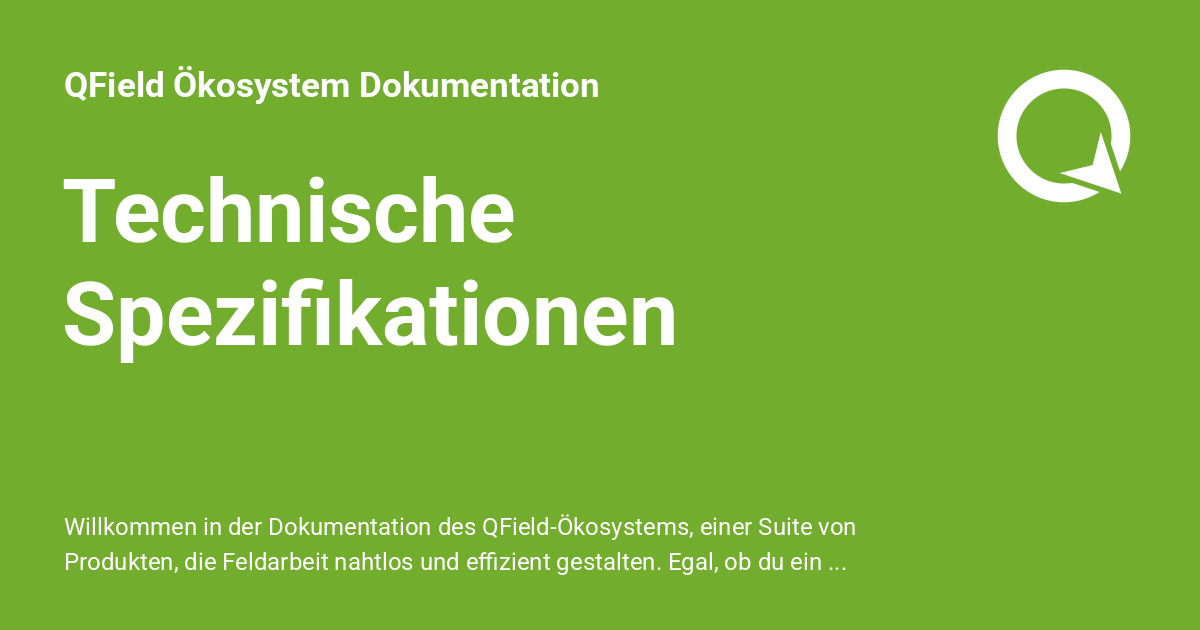 QField Ökosystem Dokumentation
Technische
Spezifikationen
Willkommen in der Dokumentation des QField-Ökosystems, einer Suite von
Produkten, die Feldarbeit nahtlos und effizient gestalten. Egal, ob du ein ...